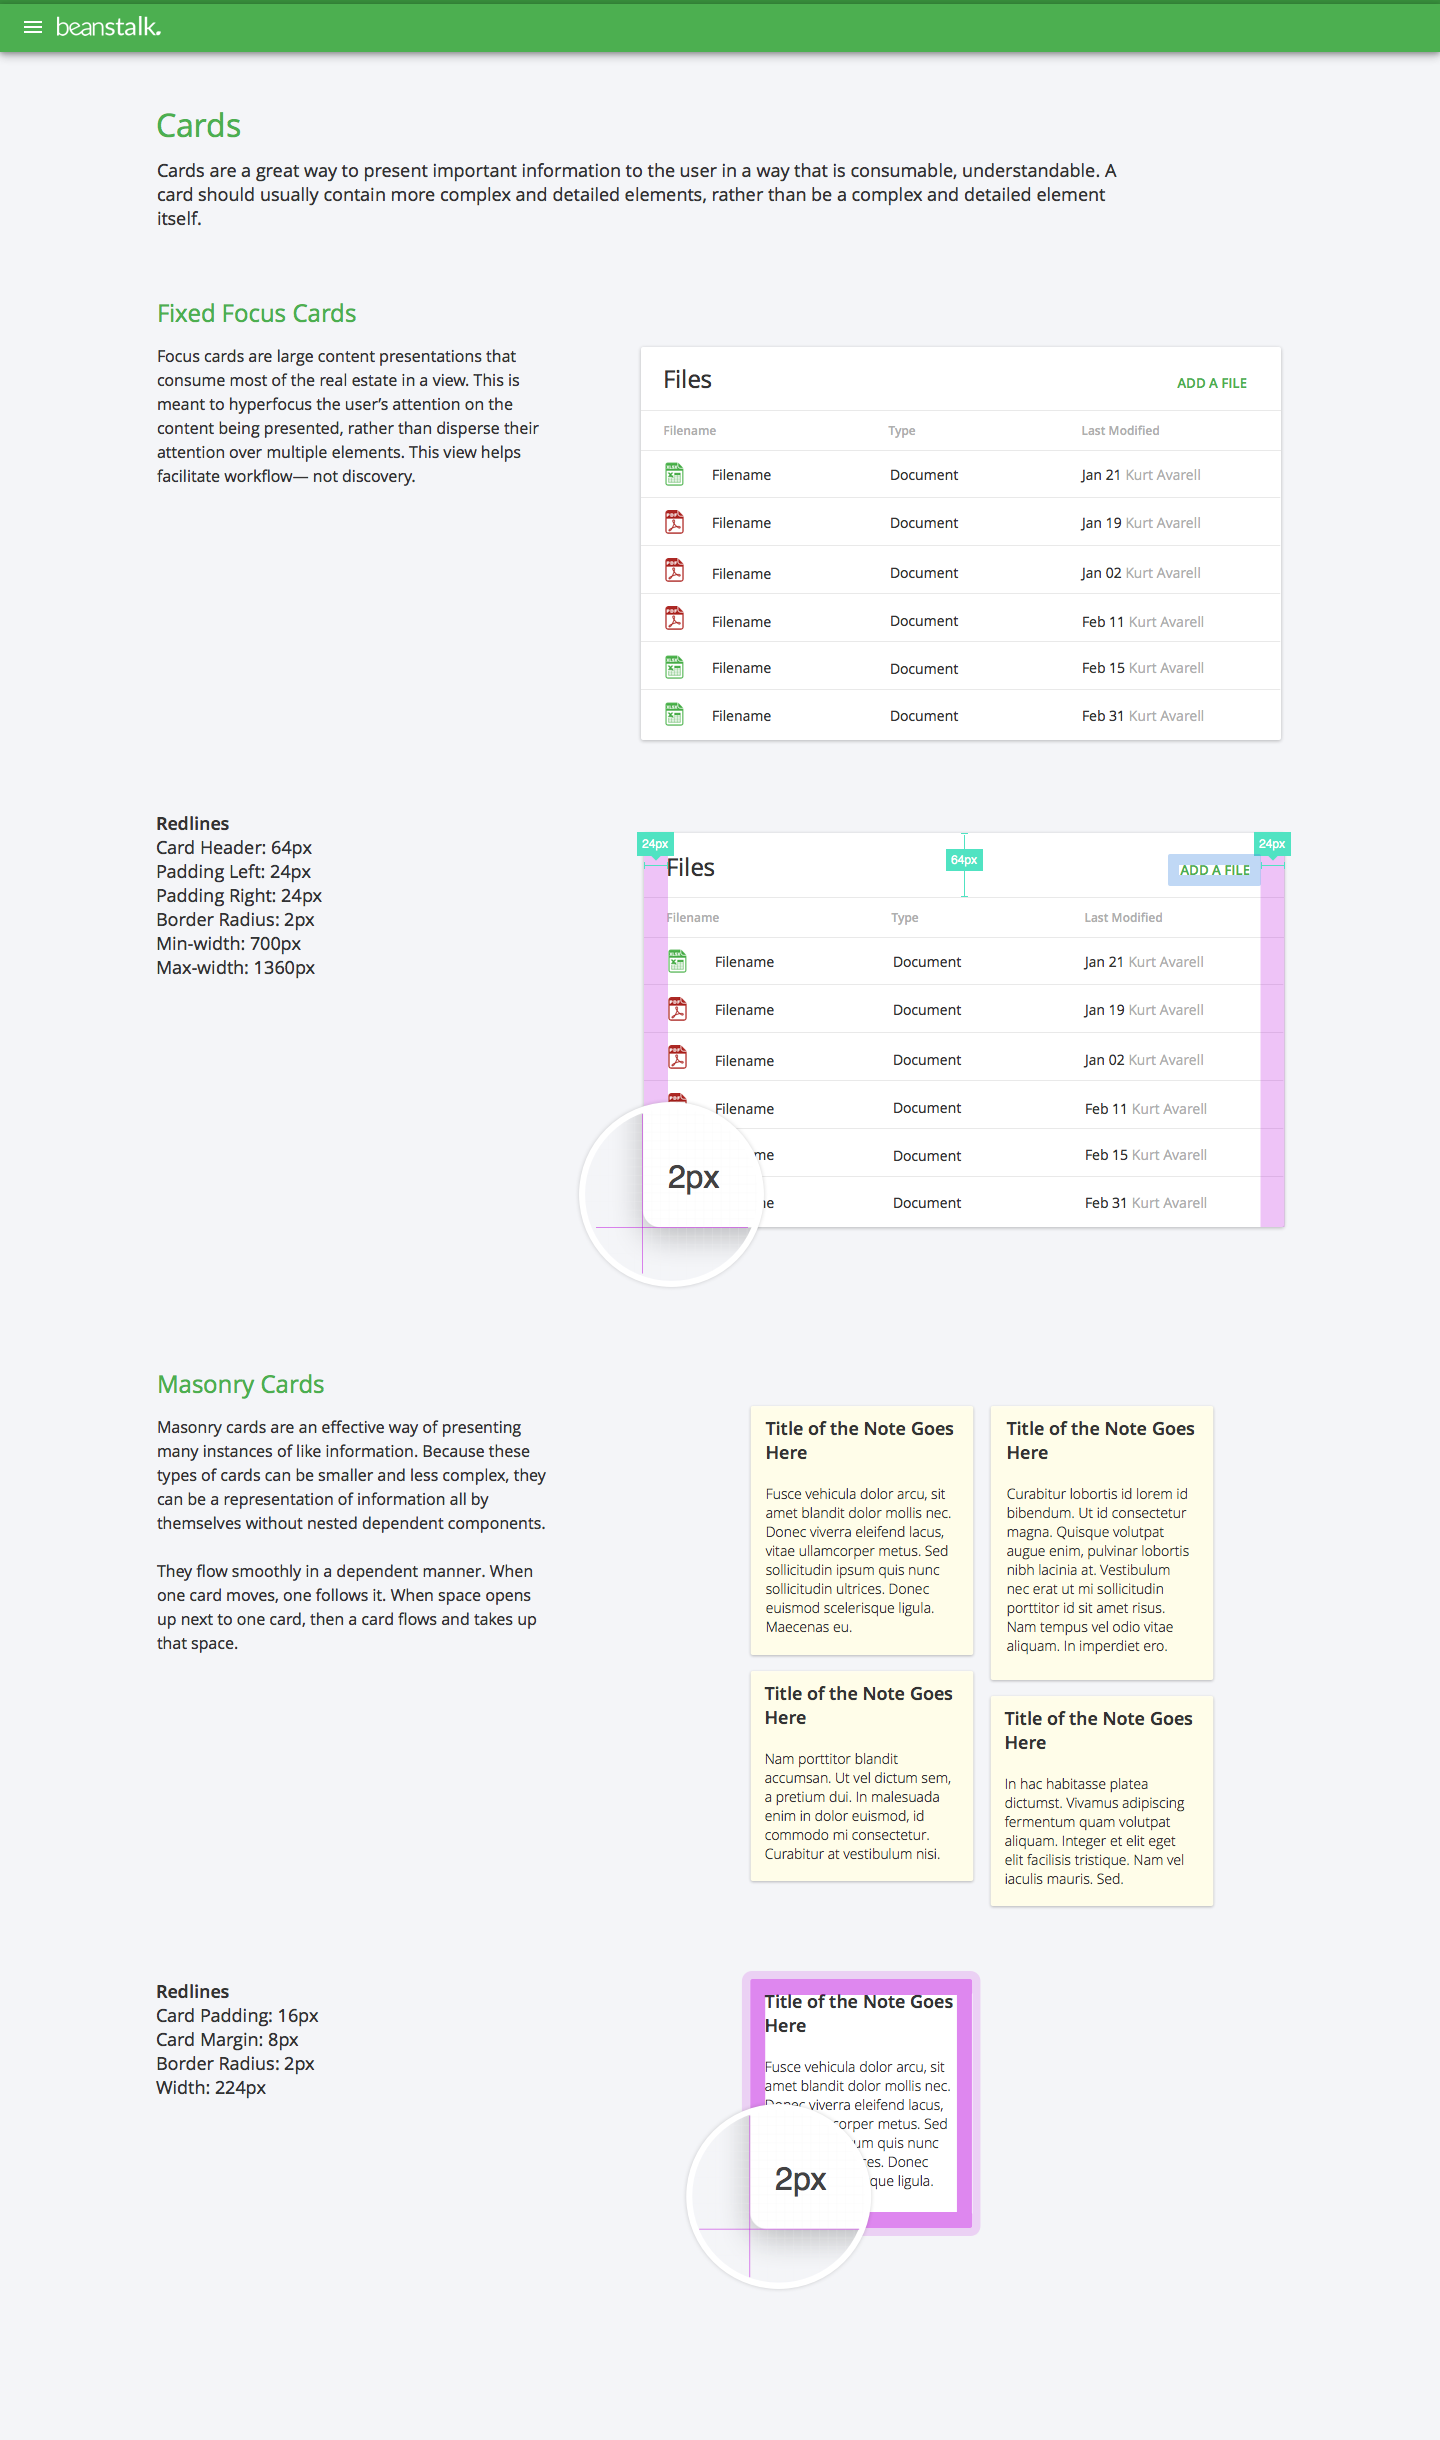 beanstalk.
Cards
Cards are a great way to present important information to the user in a way that is consumable, understandable. A
card should usually contain more complex and detailed elements, rather than be a complex and detailed element
itself.
Fixed Focus Cards
Focus cards are large content presentations that
consume most of the real estate in a view. This is
meant to hyperfocus the user’s attention on the
content being presented, rather than disperse their
attention over multiple elements. This view helps
facilitate workflow— not discovery.
Files ADD A FILE
Filename Type Last Modified
XLSX Filename Document Jan 21 Kurt Avarell
PDF Filename Document Jan 19 Kurt Avarell
PDF Filename Document Jan 02 Kurt Avarell
PDF Filename Document Feb 11 Kurt Avarell
XLSX Filename Document Feb 15 Kurt Avarell
XLSX Filename Document Feb 31 Kurt Avarell
Redlines
Card Header: 64px
Padding Left: 24px
Padding Right: 24px
Border Radius: 2px
Min-width: 700px
Max-width: 1360px
24px 64px 24px
Files ADD A FILE
Filename Type Last Modified
XLSX Filename Document Jan 21 Kurt Avarell
PDF Filename Document Jan 19 Kurt Avarell
PDF Filename Document Jan 02 Kurt Avarell
PDF Filename Document Feb 11 Kurt Avarell
me Document Feb 15 Kurt Avarell
2px
ne Document Feb 31 Kurt Avarell
Masonry Cards
Masonry cards are an effective way of presenting
many instances of like information. Because these
types of cards can be smaller and less complex, they
can be a representation of information all by
themselves without nested dependent components.
They flow smoothly in a dependent manner. When
one card moves, one follows it. When space opens
up next to one card, then a card flows and takes up
that space.
Title of the Note Goes
Here
Fusce vehicula dolor arcu, sit
amet blandit dolor mollis nec.
Donec viverra eleifend lacus,
vitae ullamcorper metus. Sed
sollicitudin ipsum quis nunc
sollicitudin ultrices. Donec
euismod scelerisque ligula.
Maecenas eu.
Title of the Note Goes
Here
Curabitur lobortis id lorem id
bibendum. Ut id consectetur
magna. Quisque volutpat
augue enim, pulvinar lobortis
nibh lacinia at. Vestibulum
nec erat ut mi sollicitudin
porttitor id sit amet risus.
Nam tempus vel odio vitae
aliquam. In imperdiet ero.
Title of the Note Goes
Here
Nam porttitor blandit
accumsan. Ut vel dictum sem,
a pretium dui. In malesuada
enim in dolor euismod, id
commodo mi consectetur.
Curabitur at vestibulum nisi.
Title of the Note Goes
Here
In hac habitasse platea
dictumst. Vivamus adipiscing
fermentum quam volutpat
aliquam. Integer et elit eget
elit facilisis tristique. Nam vel
iaculis mauris. Sed.
Redlines
Card Padding: 16px
Card Margin: 8px
Border Radius: 2px
Width: 224px
Title of the Note Goes
Here
Fusce vehicula dolor arcu, sit
amet blandit dolor mollis nec.
Donec viverra eleifend lacus,
corper metus. Sed
um quis nunc
ces. Donec
que ligula.
2px